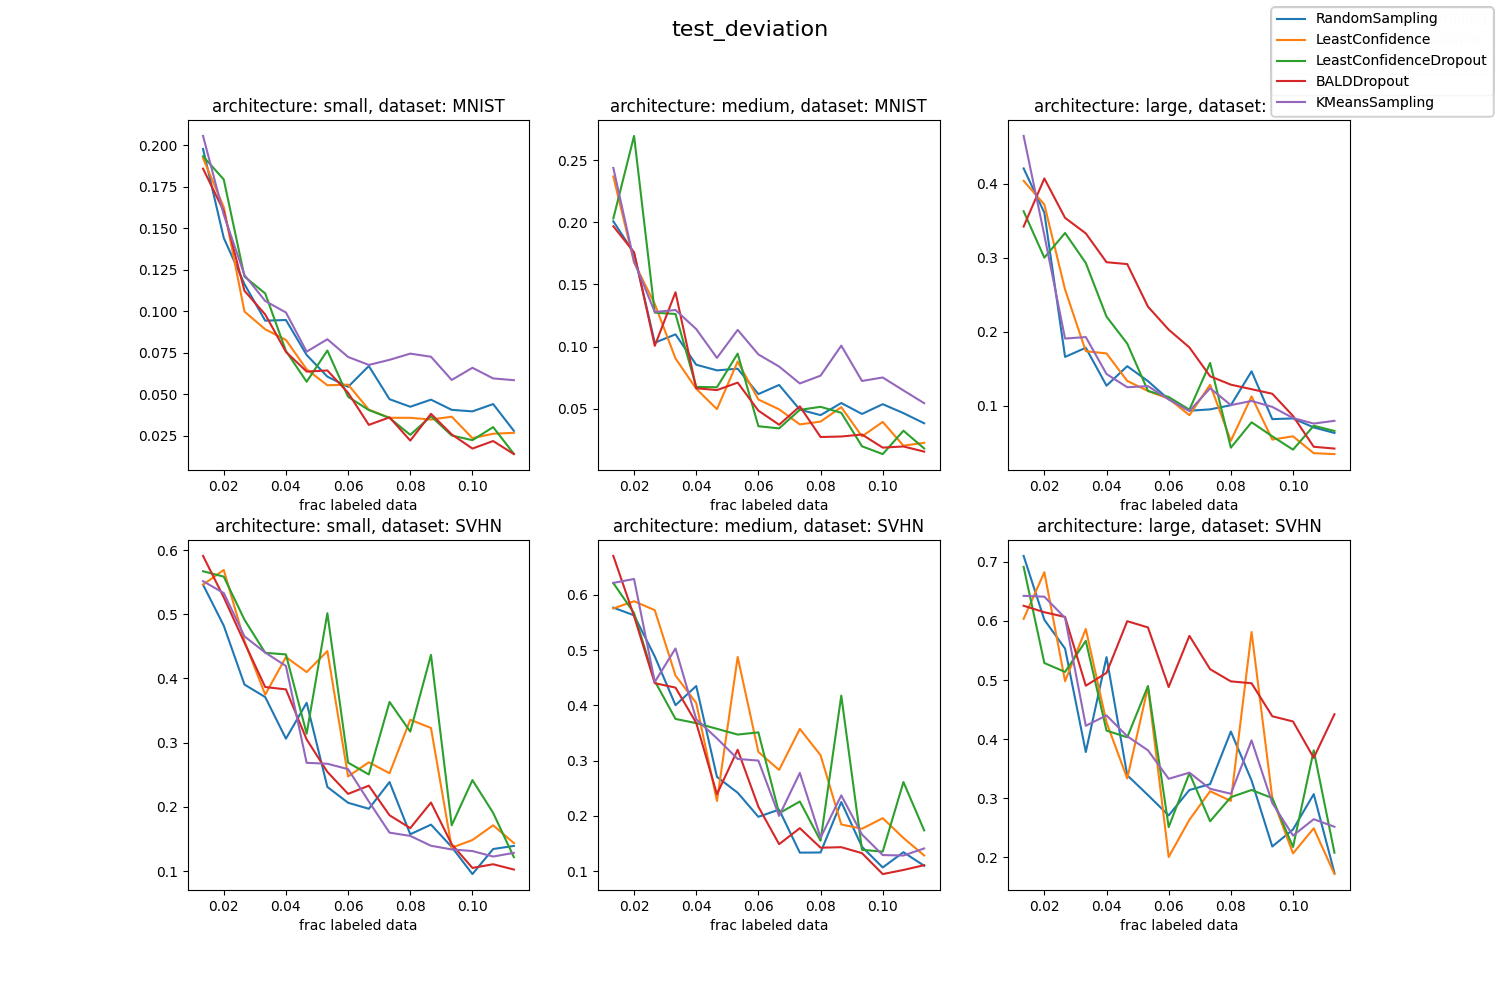 test_deviation
RandomSampling
LeastConfidence
LeastConfidenceDropout
BALDDropout
KMeansSampling
architecture: small, dataset: MNIST
0.200
0.175
0.150
0.125
0.100
0.075
0.050
0.025
0.02 0.04 0.06 0.08 0.10
frac labeled data
architecture: medium, dataset: MNIST
0.25
0.20
0.15
0.10
0.05
0.02 0.04 0.06 0.08 0.10
frac labeled data
architecture: large, dataset:
0.4
0.3
0.2
0.1
0.02 0.04 0.06 0.08 0.10
frac labeled data
architecture: small, dataset: SVHN
0.6
0.5
0.4
0.3
0.2
0.1
0.02 0.04 0.06 0.08 0.10
frac labeled data
architecture: medium, dataset: SVHN
0.6
0.5
0.4
0.3
0.2
0.1
0.02 0.04 0.06 0.08 0.10
frac labeled data
architecture: large, dataset: SVHN
0.7
0.6
0.5
0.4
0.3
0.2
0.02 0.04 0.06 0.08 0.10
frac labeled data